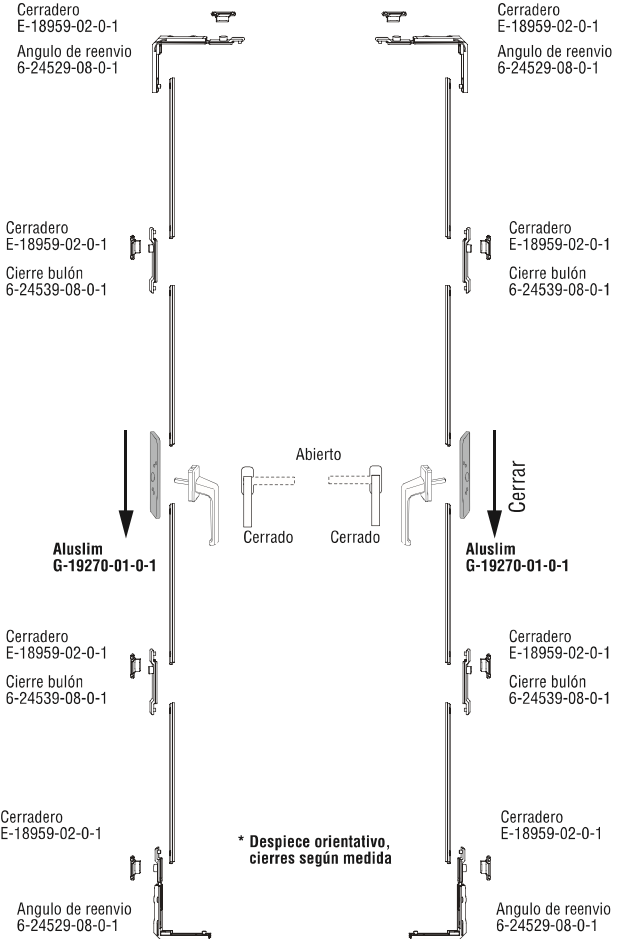 Cerradero
E-18959-02-0-1
Angulo de reenvio
6-24529-08-0-1
Cerradero
E-18959-02-0-1
Angulo de reenvio
6-24529-08-0-1
Cerradero
E-18959-02-0-1
Cierre bulón
6-24539-08-0-1
Cerradero
E-18959-02-0-1
Cierre bulón
6-24539-08-0-1
Abierto
Cerrado
Cerrado
Cerrar
Aluslim
G-19270-01-0-1
Aluslim
G-19270-01-0-1
Cerradero
E-18959-02-0-1
Cierre bulón
6-24539-08-0-1
Cerradero
E-18959-02-0-1
Cierre bulón
6-24539-08-0-1
Cerradero
E-18959-02-0-1
Cerradero
E-18959-02-0-1
* Despiece orientativo,
cierres según medida
Angulo de reenvio
6-24529-08-0-1
Angulo de reenvio
6-24529-08-0-1